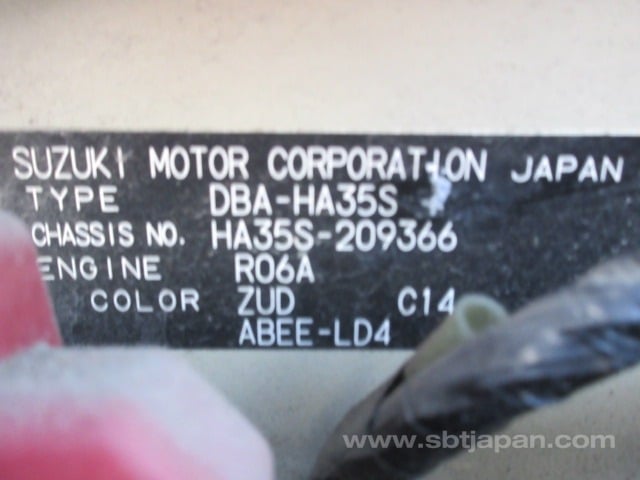 SUZUKI MOTOR CORPORATION JAPAN
TYPE DBA-HA35S
CHASSIS NO. HA35S-209366
ENGINE R06A
COLOR ZUD C14
ABEE-LD4
www.sbtjapan.com